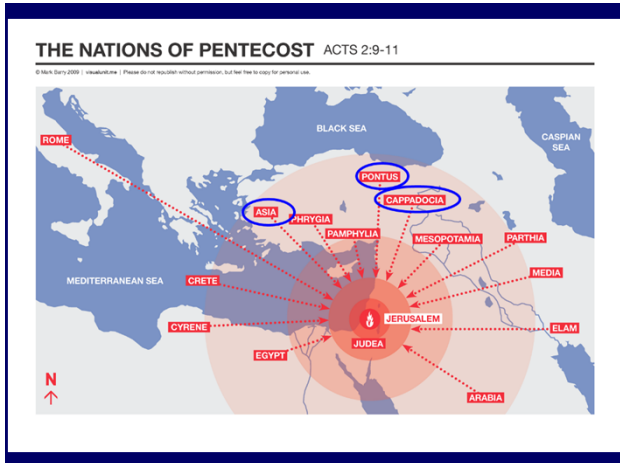 THE NATIONS OF PENTECOST ACTS 2:9-11
© Mark Barry 2009 | visualunit.me | Please do not republish without permission, but feel free to copy for personal use.
BLACK SEA
CASPIAN
SEA
ROME
PONTUS
CAPPADOCIA
ASIA
PHRYGIA
PAMPHYLIA
MESOPOTAMIA
PARTHIA
MEDIA
MEDITERRANEAN SEA
CRETE
JERUSALEM
CYRENE
ELAM
JUDEA
EGYPT
N
ARABIA